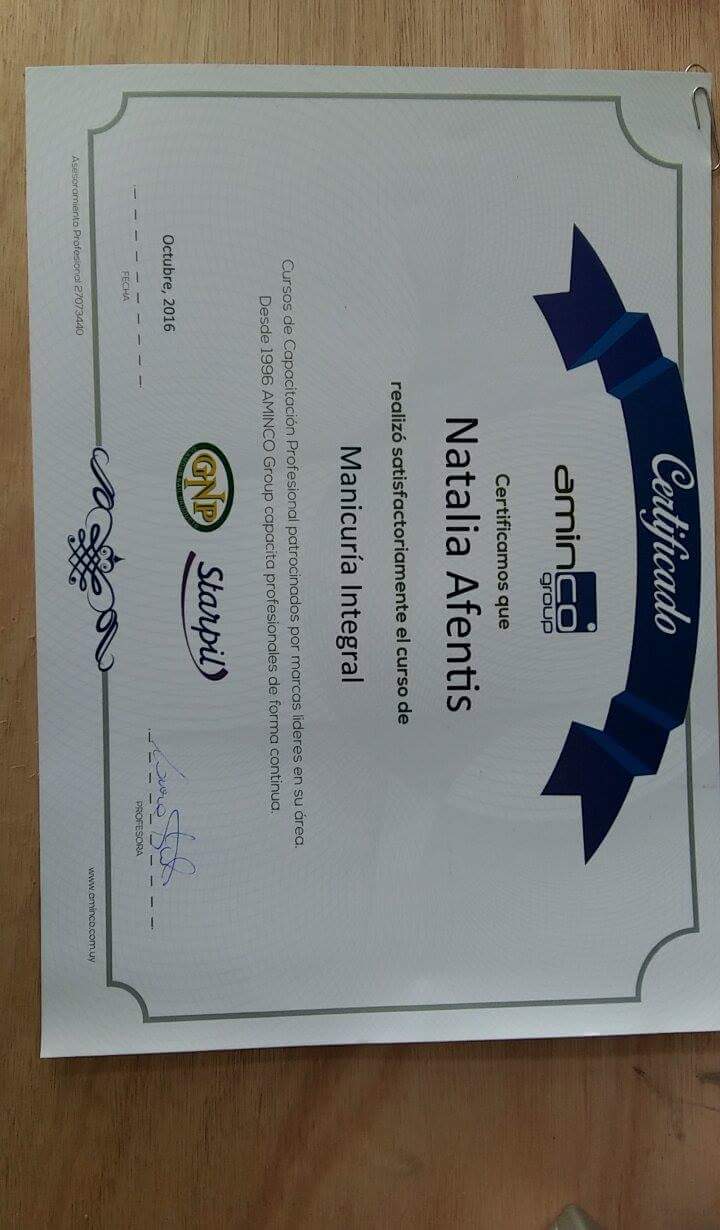 Certificado
aminco
group
Certificamos que
Natalia Afentis
realizó satisfactoriamente el curso de
Manicuría Integral
Cursos de Capacitación Profesional patrocinados por marcas lideres en su área.
Desde 1996 AMINCO Group capacita profesionales de forma continua.
Octubre, 2016
FECHA
GNP
Starpil
PROFESORA
Asesoramiento Profesional 27073440
www.aminco.com.uy